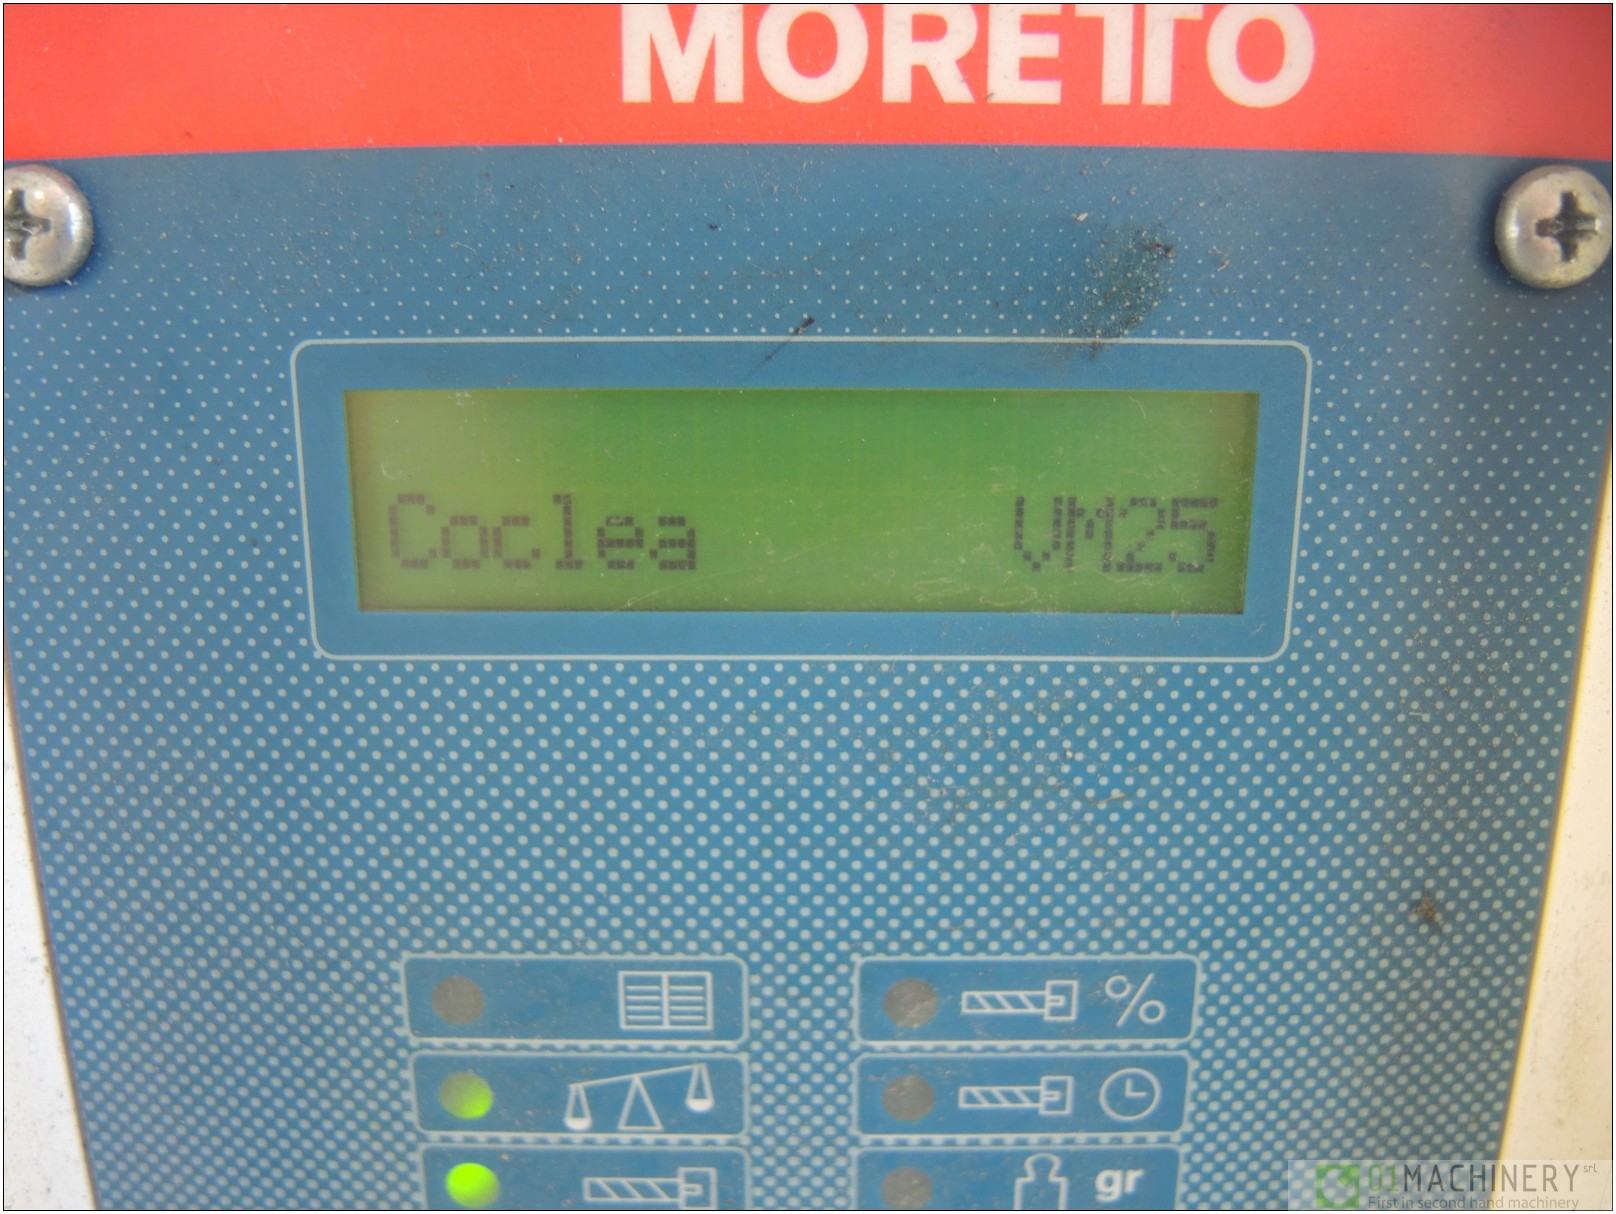 MORETTO
Coclea VM25
%
gr
01MACHINERY srl
First in second hand machinery